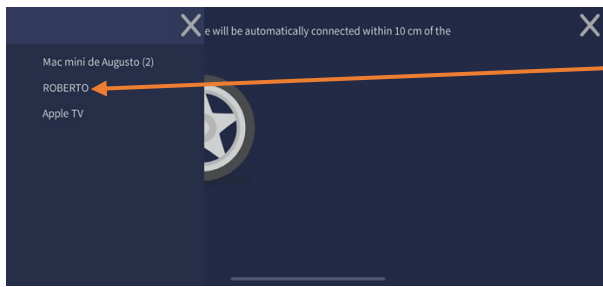 e will be automatically connected within 10 cm of the
Mac mini de Augusto (2)
ROBERTO
Apple TV